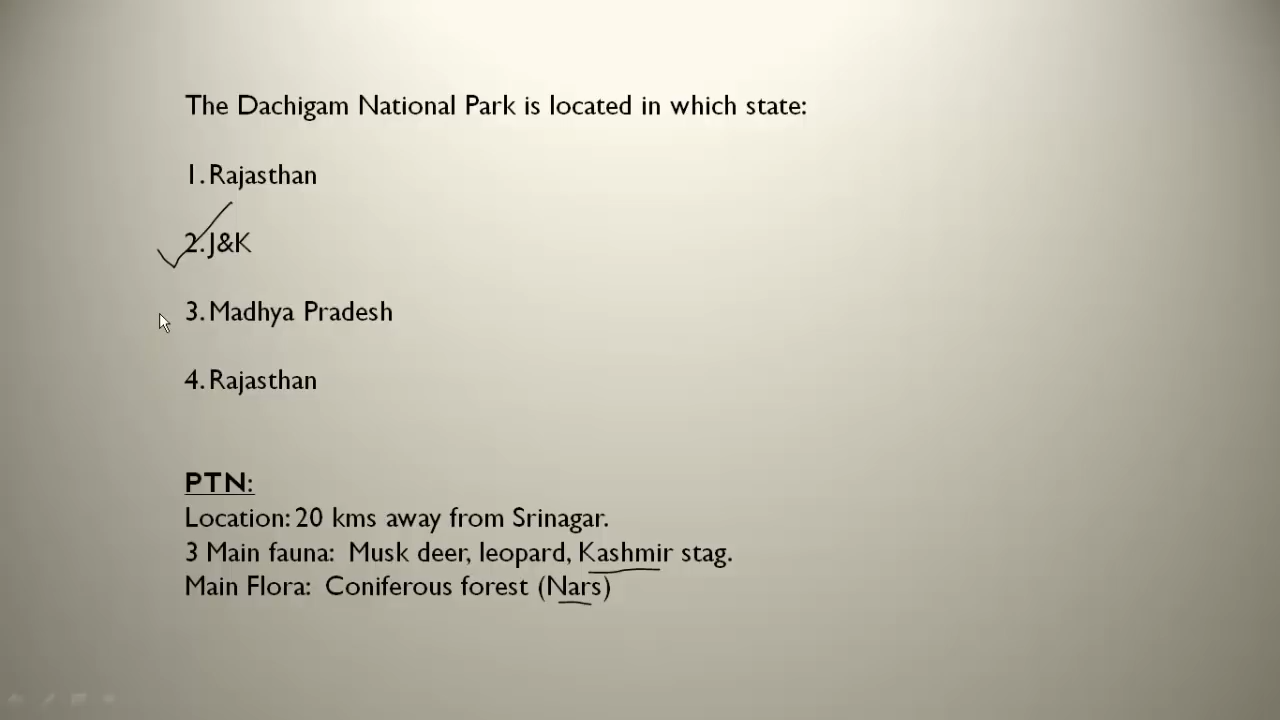 The Dachigam National Park is located in which state:
1. Rajasthan
2. J&K
3. Madhya Pradesh
4. Rajasthan
PTN:
Location: 20 kms away from Srinagar.
3 Main fauna: Musk deer, leopard, Kashmir stag.
Main Flora: Coniferous forest (Nars)